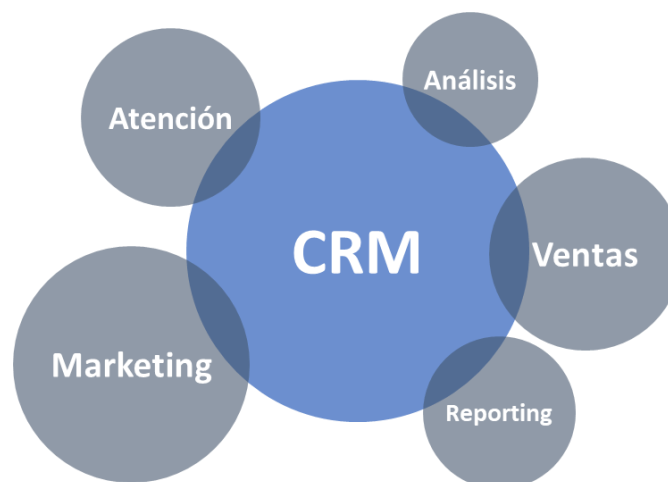 Análisis
Atención
CRM
Ventas
Marketing
Reporting